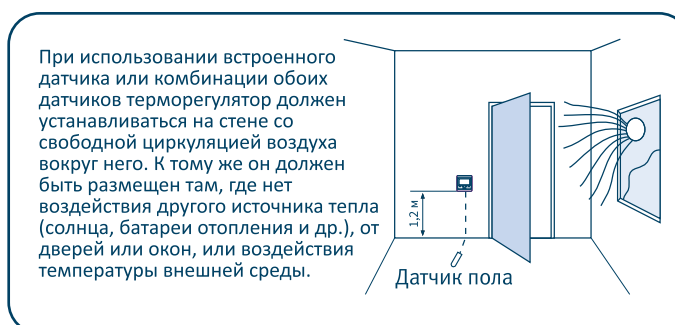 При использовании встроенного
датчика или комбинации обоих
датчиков терморегулятор должен
устанавливаться на стене со
свободной циркуляцией воздуха
вокруг него. К тому же он должен
быть размещен там, где нет
воздействия другого источника тепла
(солнца, батареи отопления и др.), от
дверей или окон, или воздействия
температуры внешней среды.
1,2 м
Датчик пола